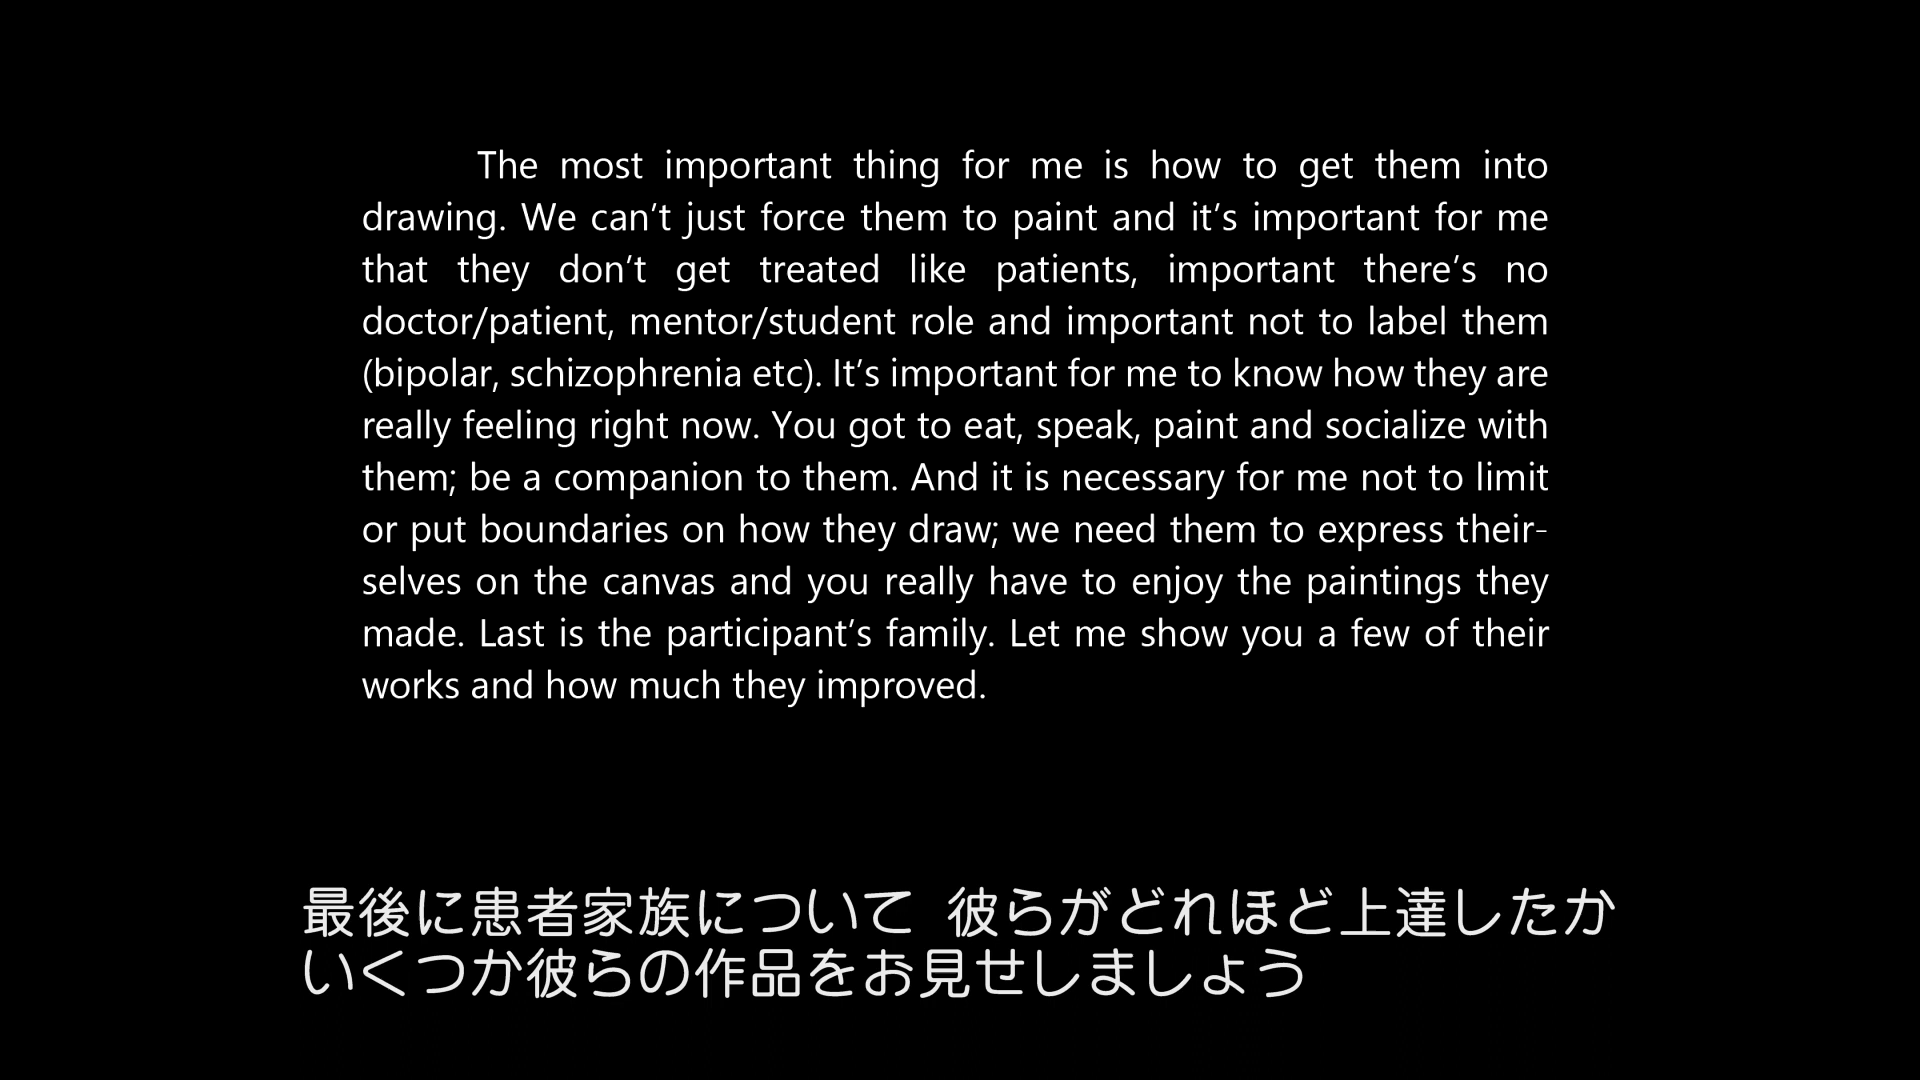 The most important thing for me is how to get them into
drawing. We can’t just force them to paint and it’s important for me
that they don’t get treated like patients, important there’s no
doctor/patient, mentor/student role and important not to label them
(bipolar, schizophrenia etc). It’s important for me to know how they are
really feeling right now. You got to eat, speak, paint and socialize with
them; be a companion to them. And it is necessary for me not to limit
or put boundaries on how they draw; we need them to express their-
selves on the canvas and you really have to enjoy the paintings they
made. Last is the participant’s family. Let me show you a few of their
works and how much they improved.
最後に患者家族について 彼らがどれほど上達したか
いくつか彼らの作品をお見せしましょう